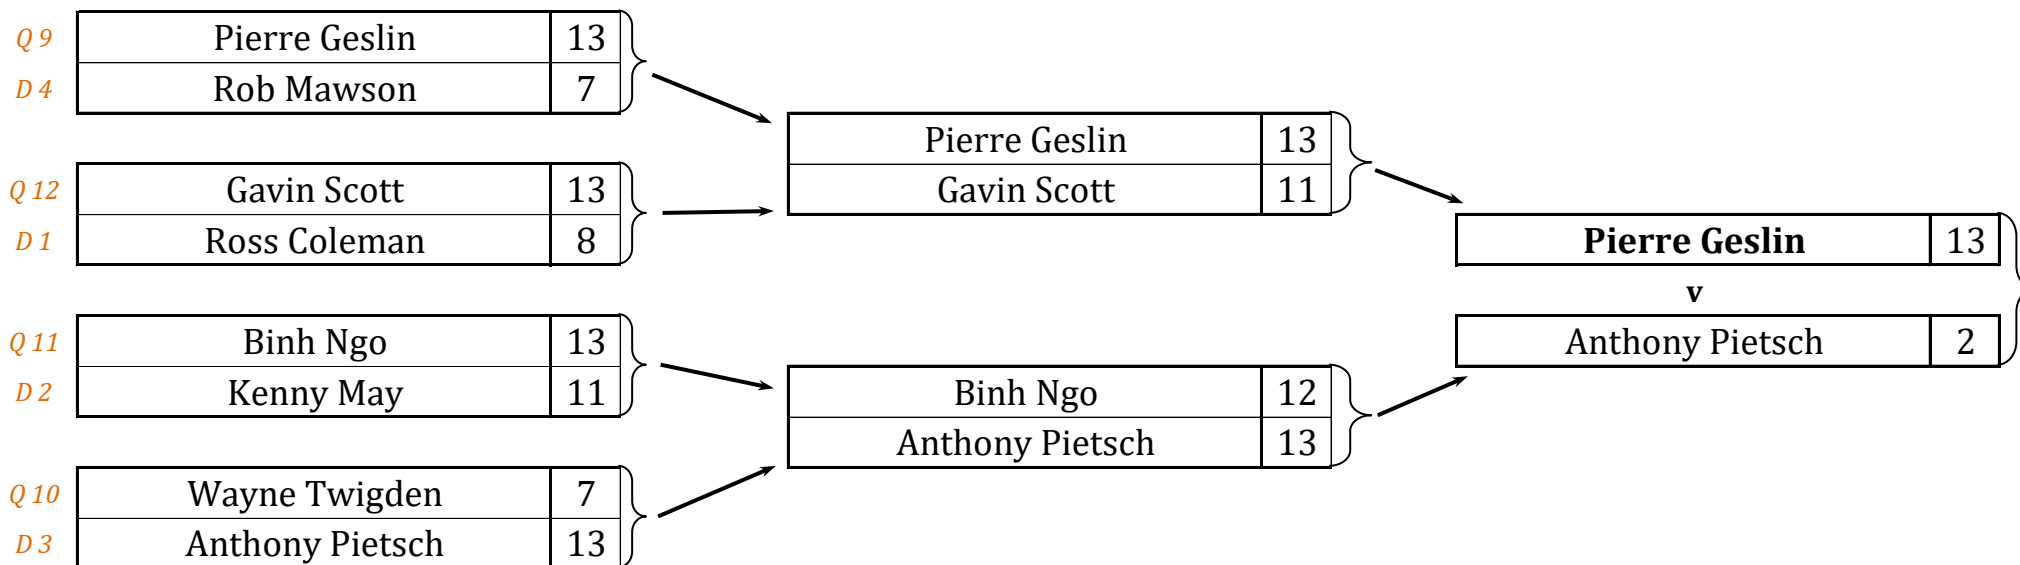 Q 9 Pierre Geslin 13
D 4 Rob Mawson 7
Q 12 Gavin Scott 13
D 1 Ross Coleman 8
Q 11 Binh Ngo 13
D 2 Kenny May 11
Q 10 Wayne Twigden 7
D 3 Anthony Pietsch 13
Pierre Geslin 13
Gavin Scott 11
Binh Ngo 12
Anthony Pietsch 13
Pierre Geslin 13
v
Anthony Pietsch 2